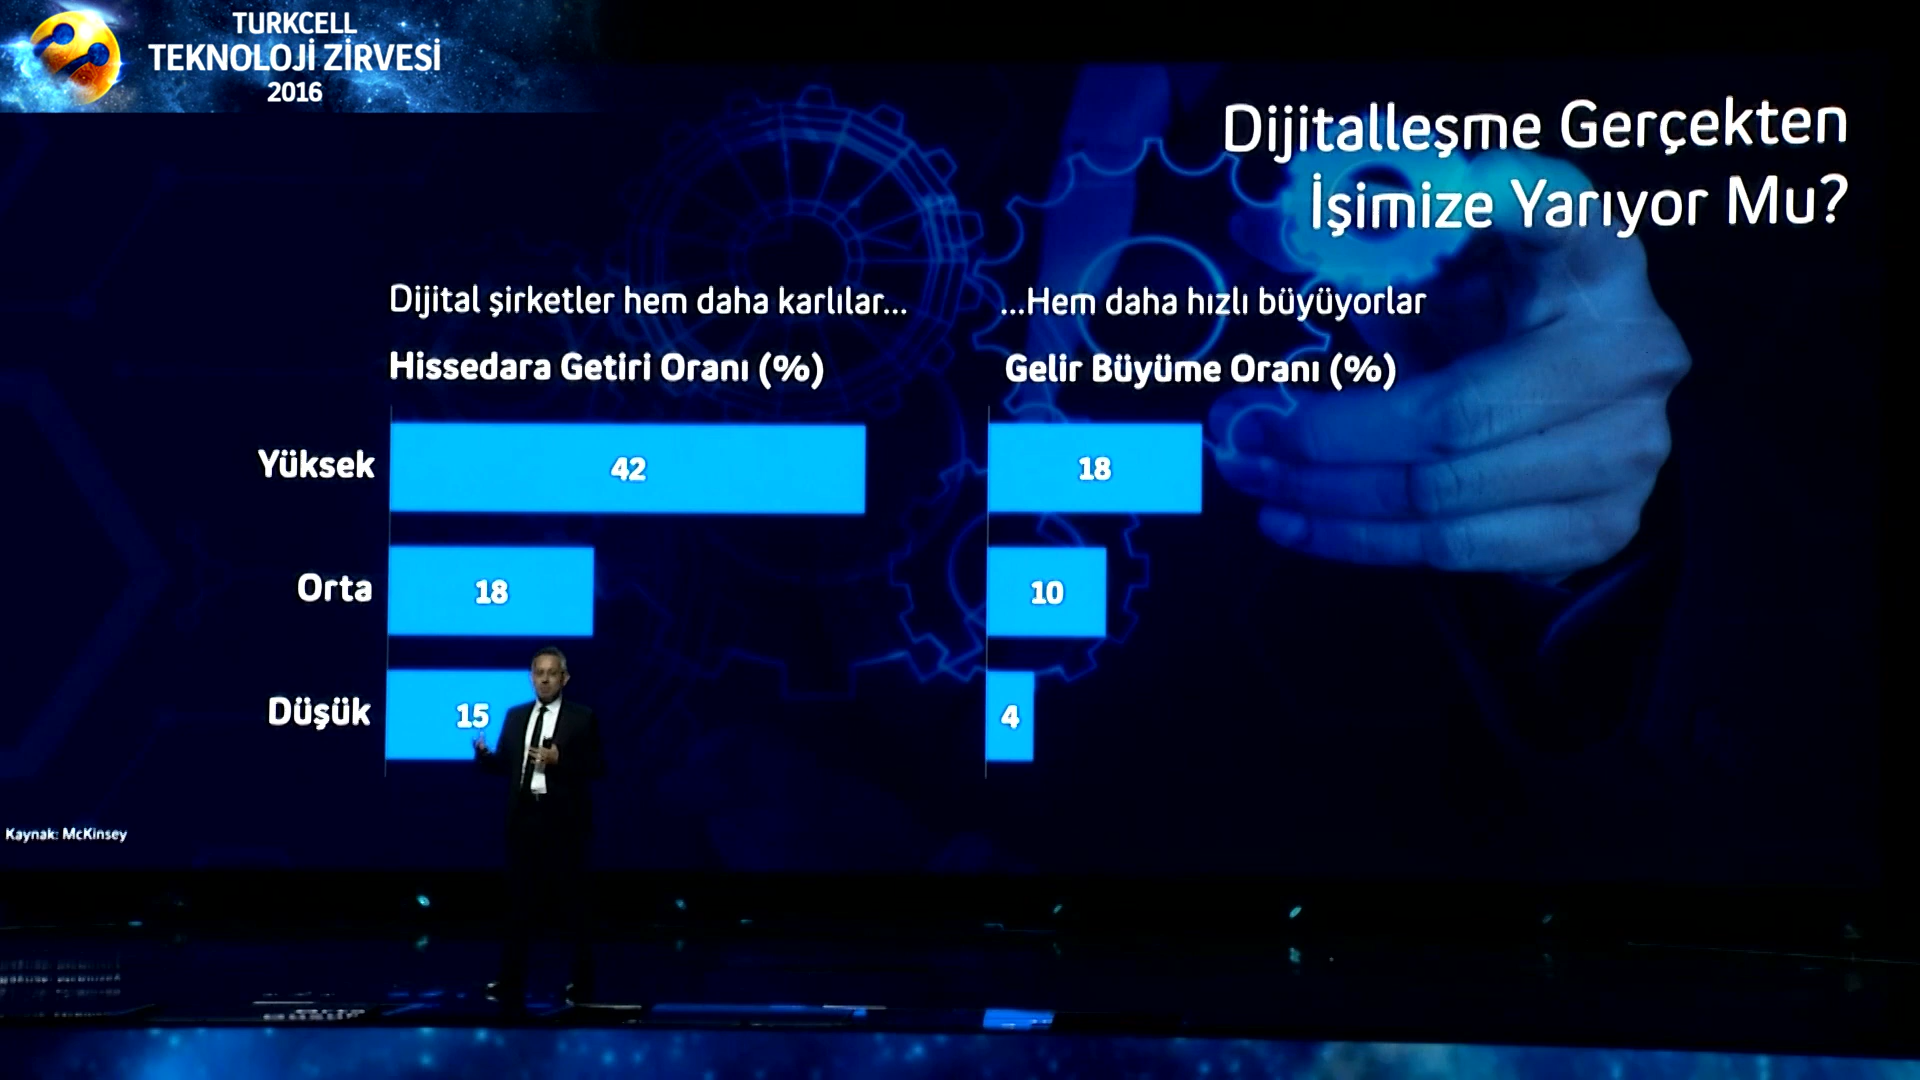 TURKCELL
TEKNOLOJİ ZİRVESİ
2016
Dijitalleşme Gerçekten
İşimize Yarıyor Mu?
Dijital şirketler hem daha karlılar...
...Hem daha hızlı büyüyorlar
Hissedara Getiri Oranı (%)
Gelir Büyüme Oranı (%)
Yüksek 42 18
Orta 18 10
Düşük 15 4
Kaynak: McKinsey